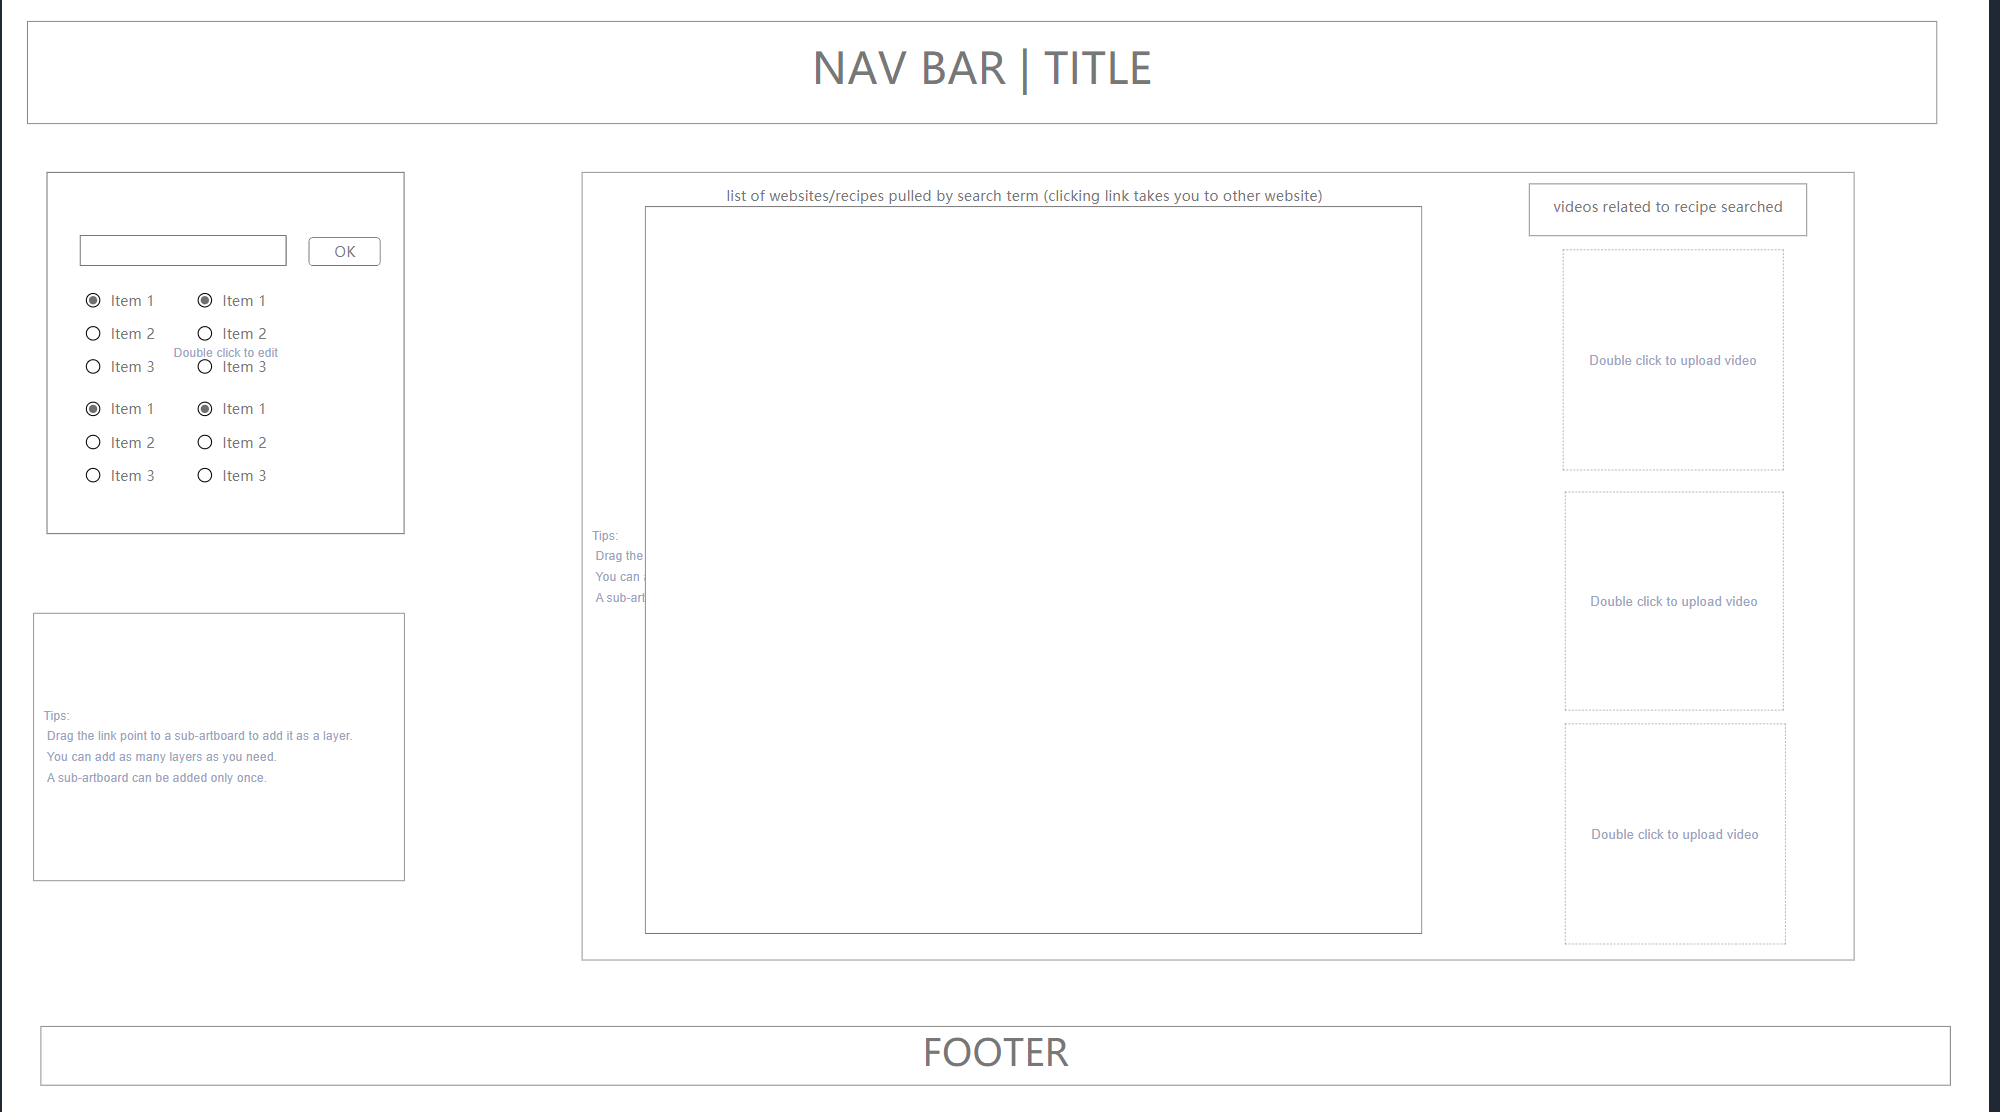 NAV BAR | TITLE
OK
Item 1 Item 1
Item 2 Item 2
Double click to edit
Item 3 Item 3
Item 1 Item 1
Item 2 Item 2
Item 3 Item 3
Tips:
Drag the link point to a sub-artboard to add it as a layer.
You can add as many layers as you need.
A sub-artboard can be added only once.
list of websites/recipes pulled by search term (clicking link takes you to other website)
Tips:
Drag the
You can
A sub-art
videos related to recipe searched
Double click to upload video
Double click to upload video
Double click to upload video
FOOTER